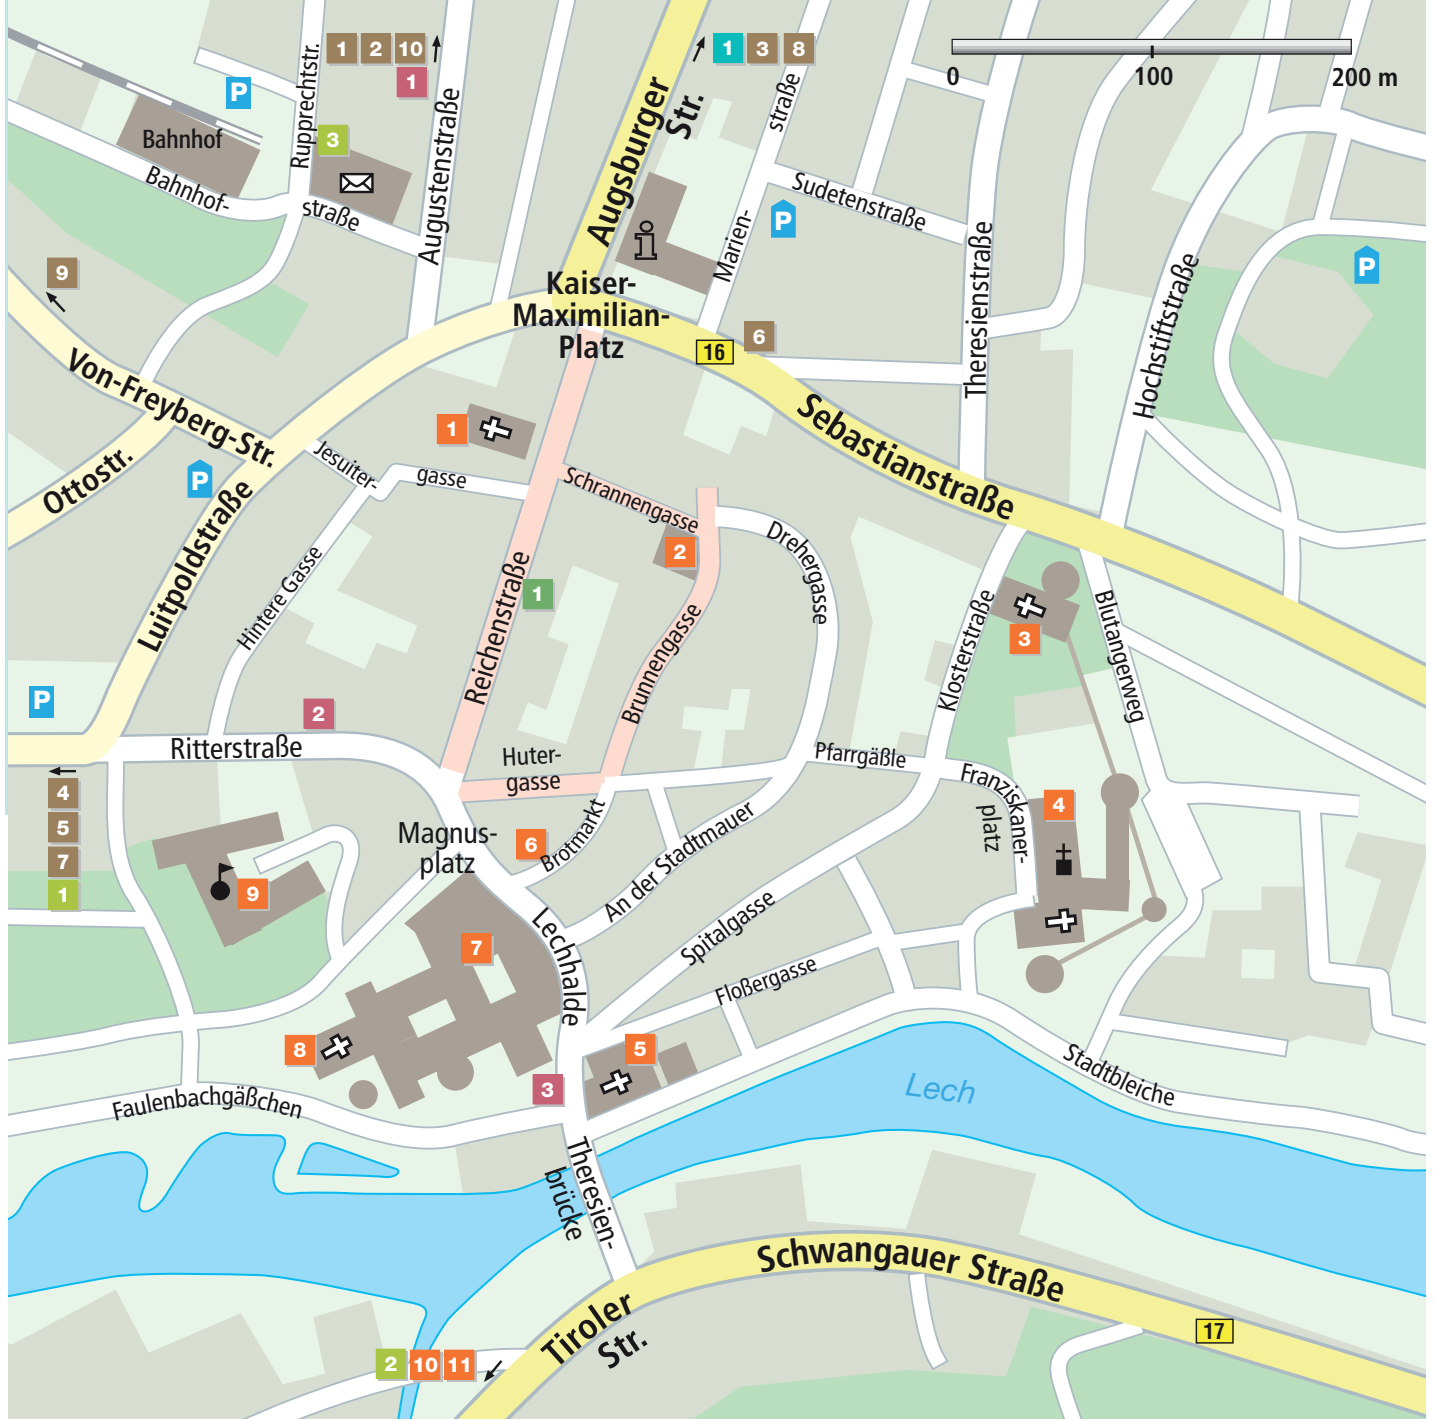 1 2 10
1
1 3 8
0 100 200 m
P
Bahnhof
Rupprechtstr.
3
Bahnhof-
straße
Augustenstraße
Augsburger
Str.
Marien-
straße
Sudetenstraße
P
Theresienstraße
Hochstiftstraße
P
9
Kaiser-
Maximilian-
Platz
16
6
Von-Freyberg-Str.
Ottostr.
P
Luitpoldstraße
1
Jesuiter-
gasse
Sebastianstraße
Schrannengasse
2
Drehergasse
Hintere Gasse
Reichenstraße
1
Brunnengasse
Klosterstraße
3
Blutangerweg
P
2
Ritterstraße
Huter-
gasse
Pfarrgäßle
Franziskaner-
platz
4
4
5
7
1
Magnus-
platz
6
Brotmarkt
An der Stadtmauer
9
7
Lechhalde
Spitalgasse
Floßergasse
8
5
3
Lech
Stadtbleiche
Faulenbachgäßchen
Theresien-
brücke
Schwangauer Straße
17
Tiroler
Str.
2 10 11